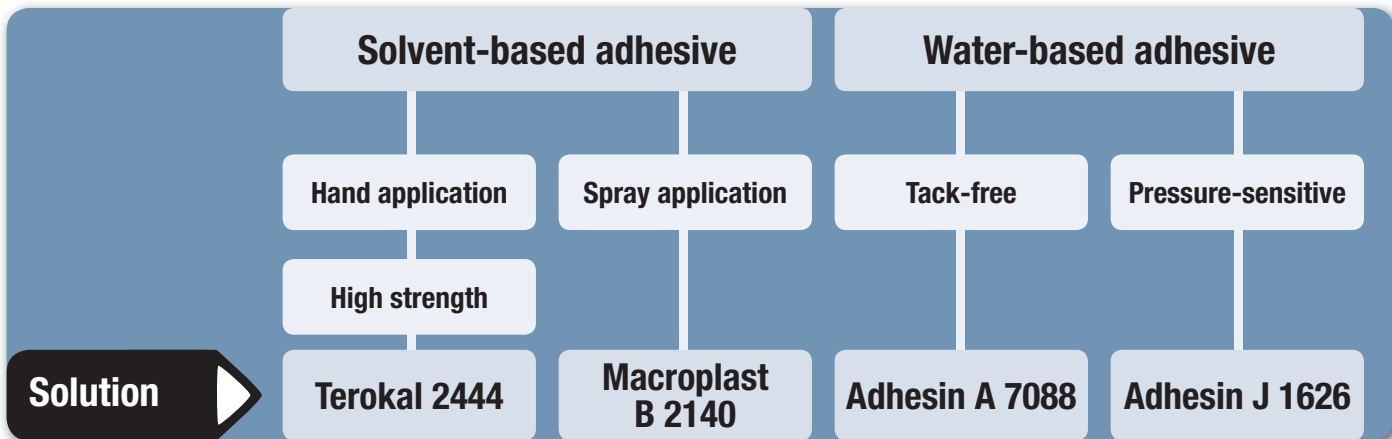 Solvent-based adhesive
Water-based adhesive
Hand application
Spray application
Tack-free
Pressure-sensitive
High strength
Solution
Terokal 2444
Macroplast
B 2140
Adhesin A 7088
Adhesin J 1626